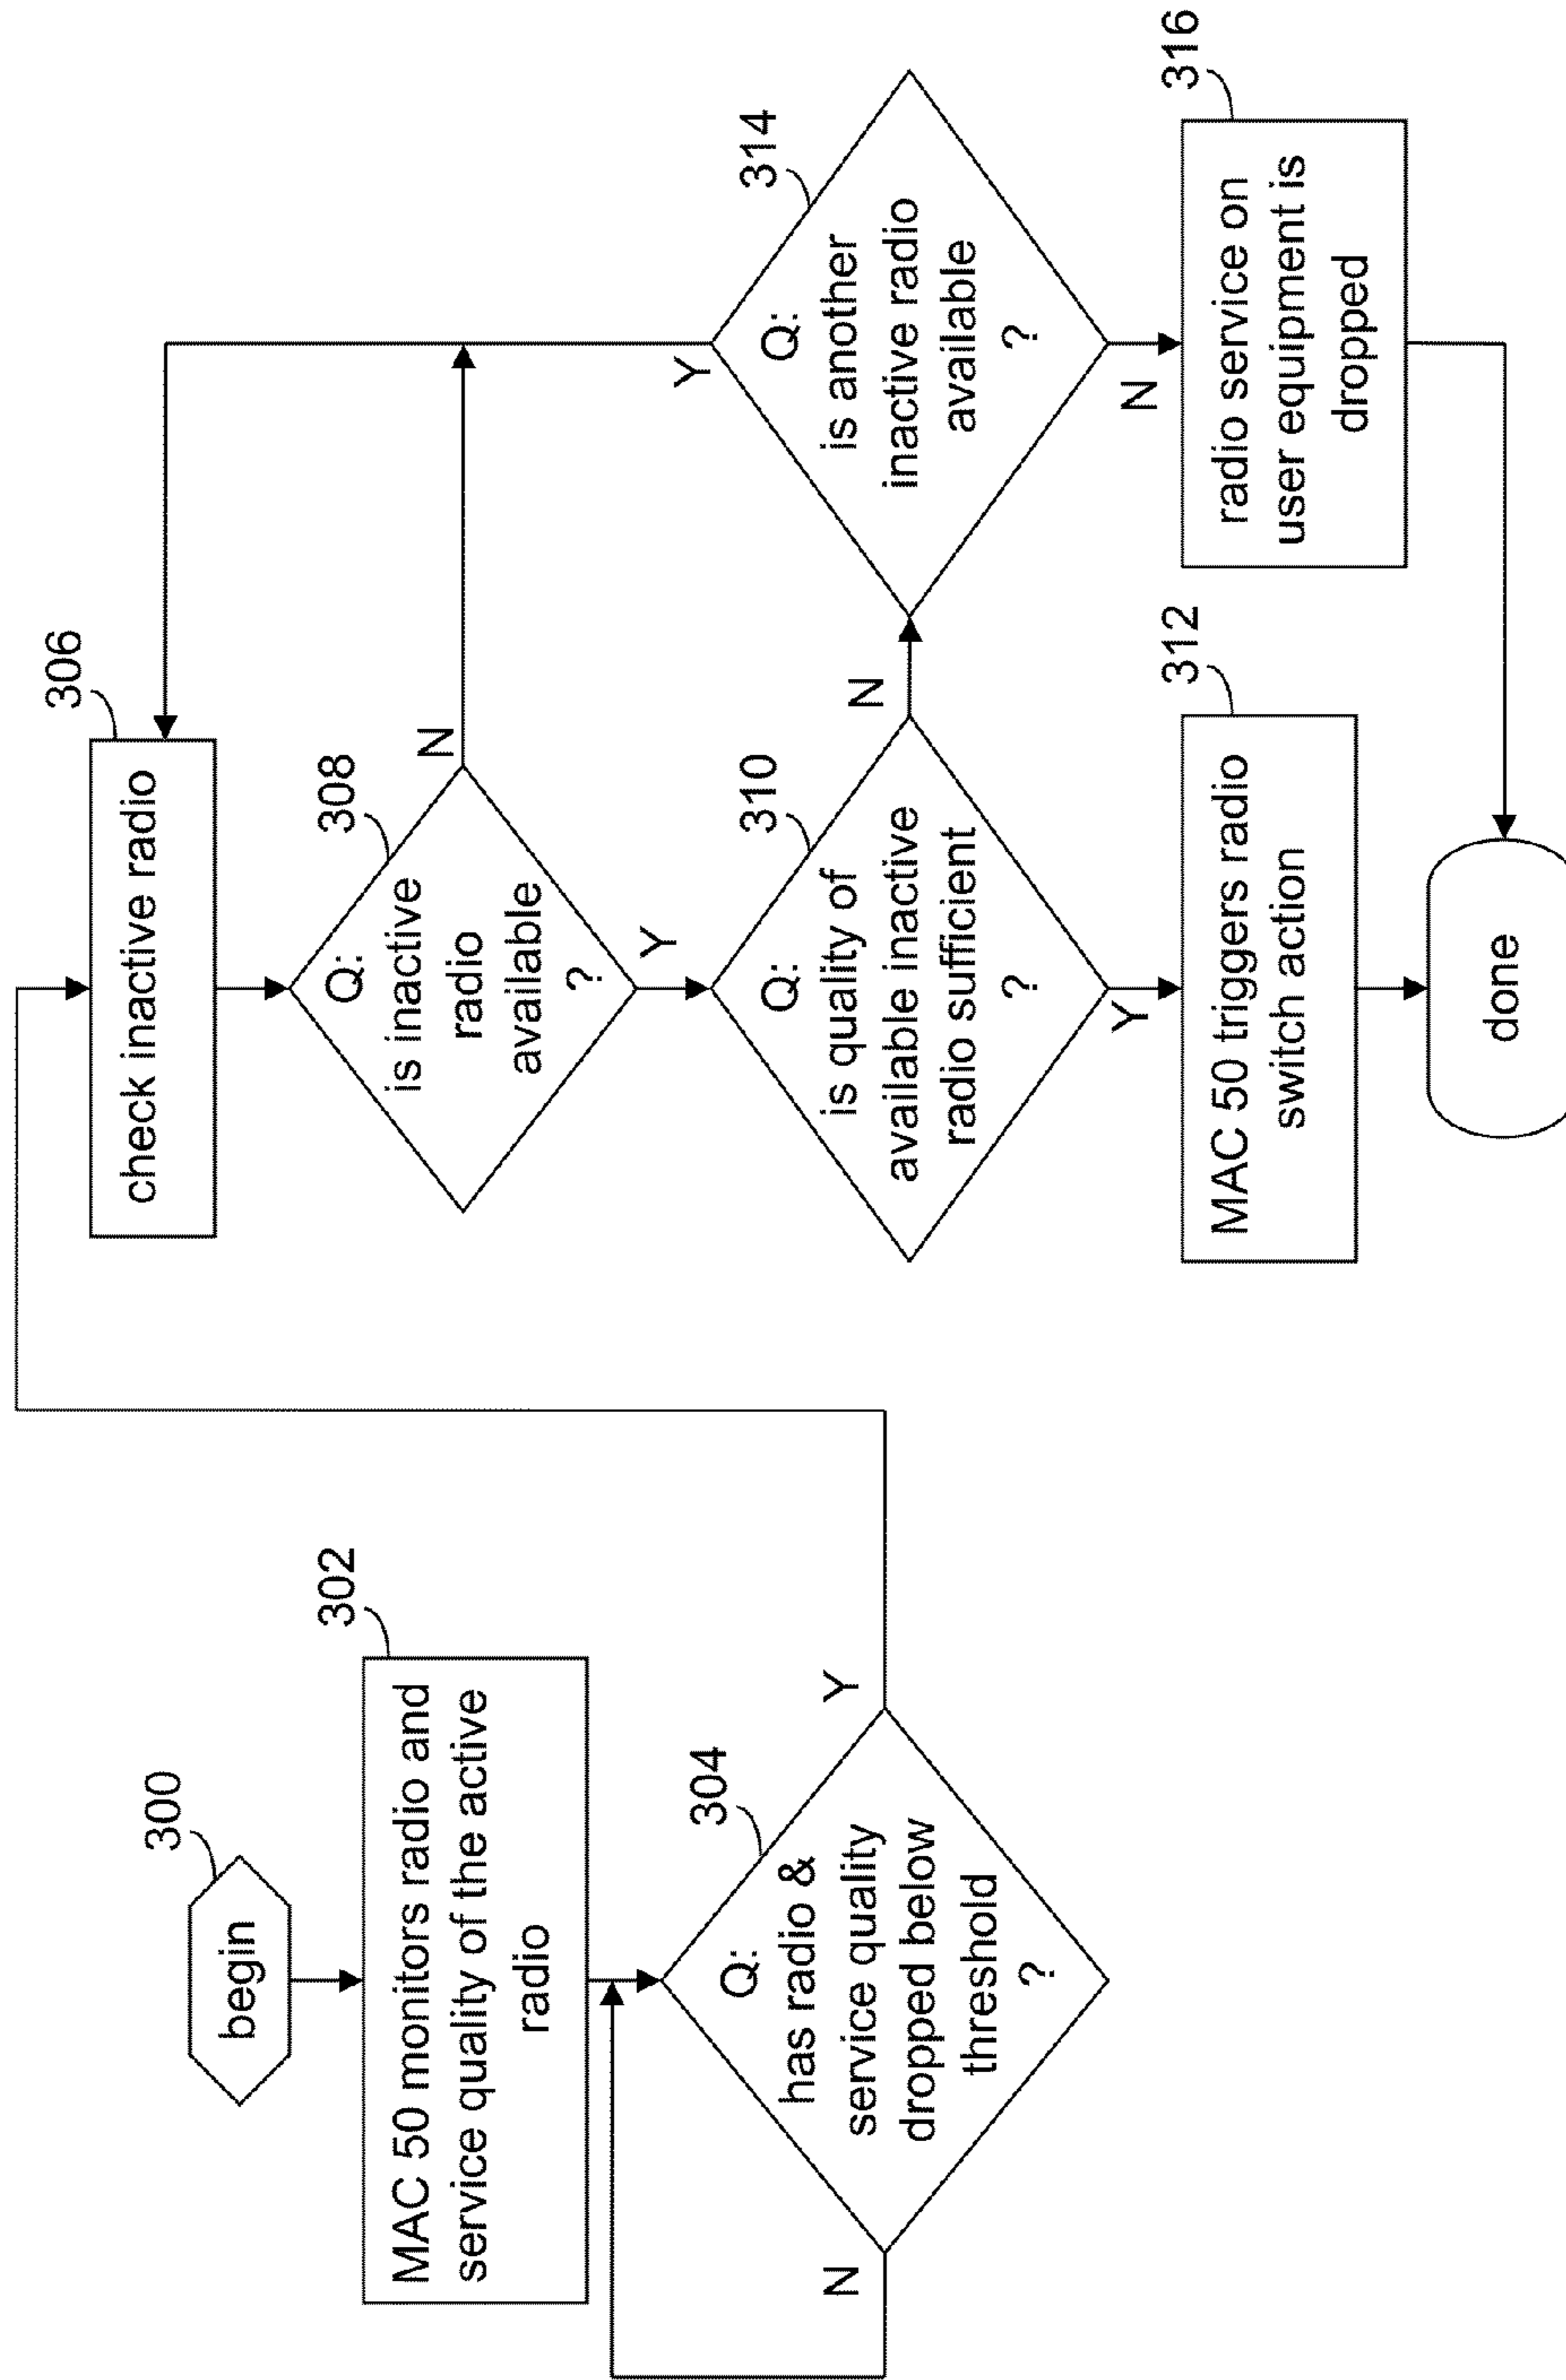 300
begin
302
MAC 50 monitors radio and
service quality of the active
radio
304
Q:
has radio &
service quality
dropped below
threshold
?
N
Y
306
check inactive radio
308
Q:
is inactive
radio
available
?
N
Y
310
Q:
is quality of
available inactive
radio sufficient
?
N
Y
312
MAC 50 triggers radio
switch action
314
Q:
is another
inactive radio
available
?
Y
N
316
radio service on
user equipment is
dropped
done